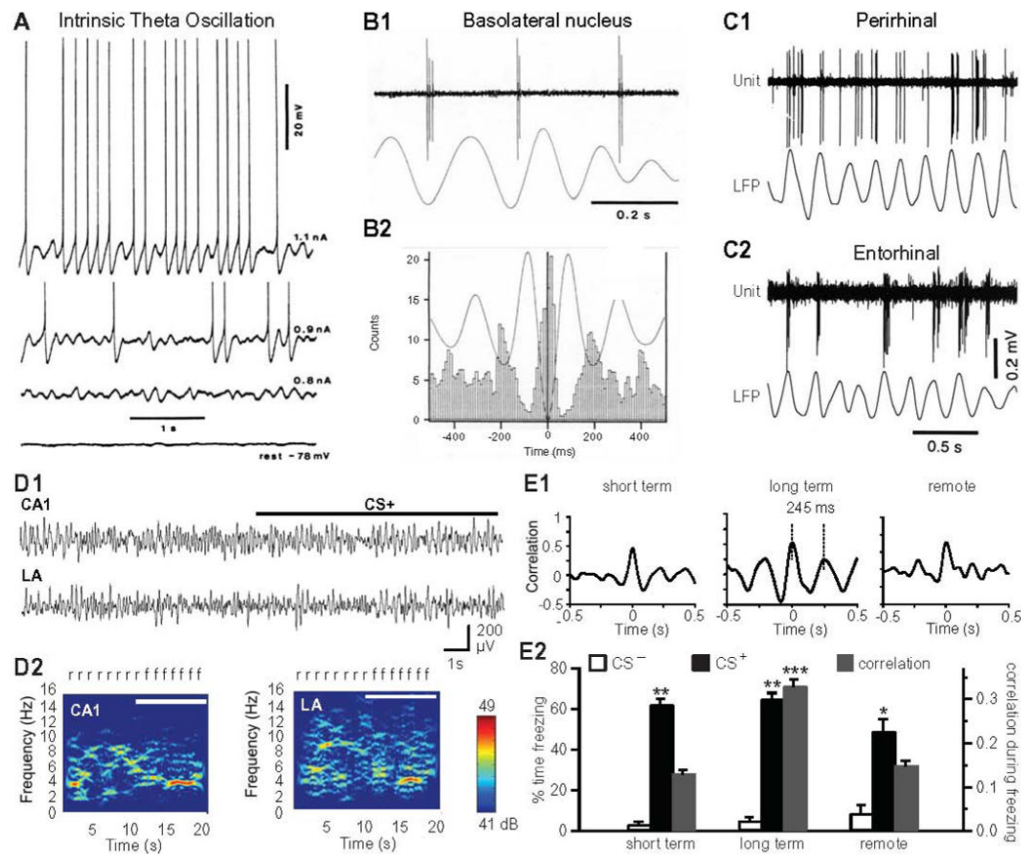 A Intrinsic Theta Oscillation
20 mV
1.1 nA
0.9 nA
0.8 nA
1 s
rest -78mV
B1 Basolateral nucleus
0.2 s
B2
20
15
10
5
0
Counts
-400 -200 0 200 400
Time (ms)
C1 Perirhinal
Unit
LFP
C2 Entorhinal
Unit
LFP
0.2 mV
0.5 s
D1
CA1
CS+
LA
200
µV
1s
D2
r r r r r r r r f f f f f f f f
CA1
16
14
12
10
8
6
4
2
0
Frequency (Hz)
5 10 15 20
Time (s)
r r r r r r r r f f f f f f f f
LA
16
14
12
10
8
6
4
2
0
Frequency (Hz)
5 10 15 20
Time (s)
49
41 dB
E1
short term long term remote
245 ms
Correlation
1
0.5
0
-0.5
-0.5 0 0.5 -0.5 0 0.5 -0.5 0 0.5
Time (s) Time (s) Time (s)
E2
CS− CS+ correlation
80
60
40
20
0
% time freezing
** ** *** *
0.3
0.2
0.1
0.0
correlation during freezing
short term long term remote